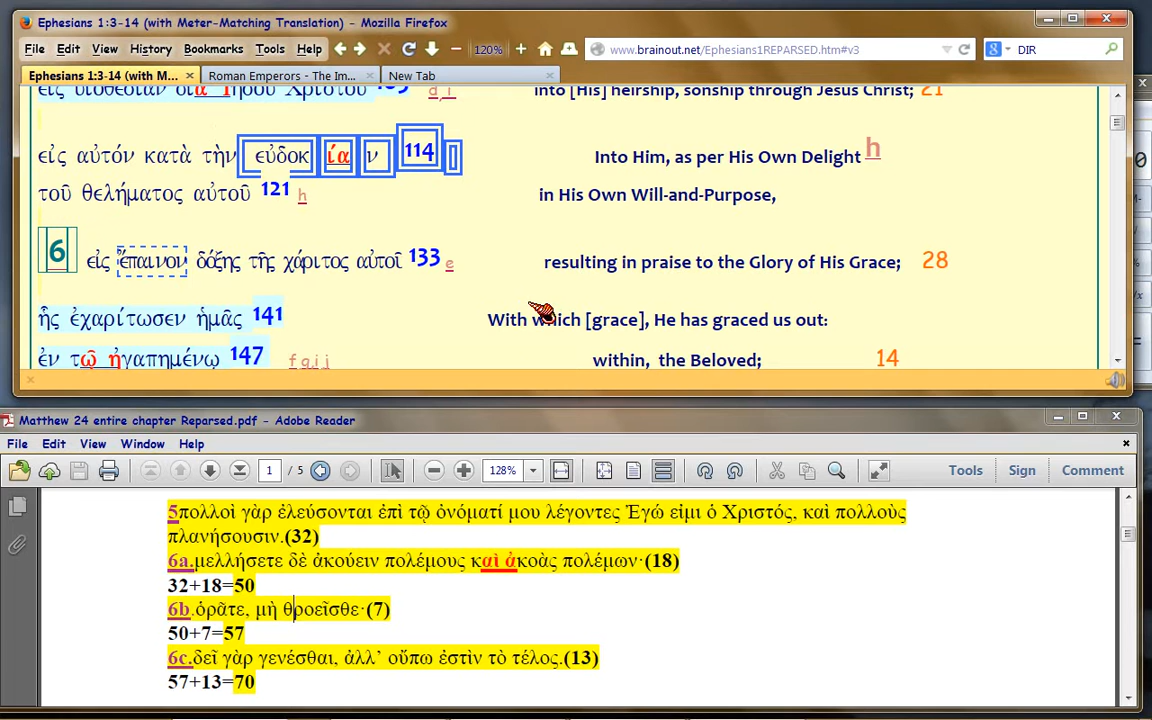 Ephesians 1:3-14 (with Meter-Matching Translation) - Mozilla Firefox
File Edit View History Bookmarks Tools Help 120% www.brainout.net/Ephesians1REPARSED.htm#v3 DIR
Ephesians 1:3-14 (with M... × Roman Emperors - The Im... × New Tab ×
εἰς υἱοθεσίαν διὰ Ἰησοῦ Χριστοῦ d j into [His] heirship, sonship through Jesus Christ; 21
εἰς αὐτόν κατὰ τὴν εὐδοκίαν 114 Into Him, as per His Own Delight h
τοῦ θελήματος αὐτοῦ 121 h in His Own Will-and-Purpose,
6 εἰς ἔπαινον δόξης τῆς χάριτος αὐτοῦ 133 e resulting in praise to the Glory of His Grace; 28
ἧς ἐχαρίτωσεν ἡμᾶς 141 With which [grace], He has graced us out:
ἐν τῷ ἠγαπημένῳ 147 f g i j within, the Beloved; 14
Matthew 24 entire chapter Reparsed.pdf - Adobe Reader
File Edit View Window Help
1 / 5 128% Tools Sign Comment
5πολλοὶ γὰρ ἐλεύσονται ἐπὶ τῷ ὀνόματί μου λέγοντες Ἐγώ εἰμι ὁ Χριστός, καὶ πολλοὺς
πλανήσουσιν.(32)
6a.μελλήσετε δὲ ἀκούειν πολέμους καὶ ἀκοὰς πολέμων·(18)
32+18=50
6b.ὁρᾶτε, μὴ θροεῖσθε·(7)
50+7=57
6c.δεῖ γὰρ γενέσθαι, ἀλλ’ οὔπω ἐστὶν τὸ τέλος.(13)
57+13=70